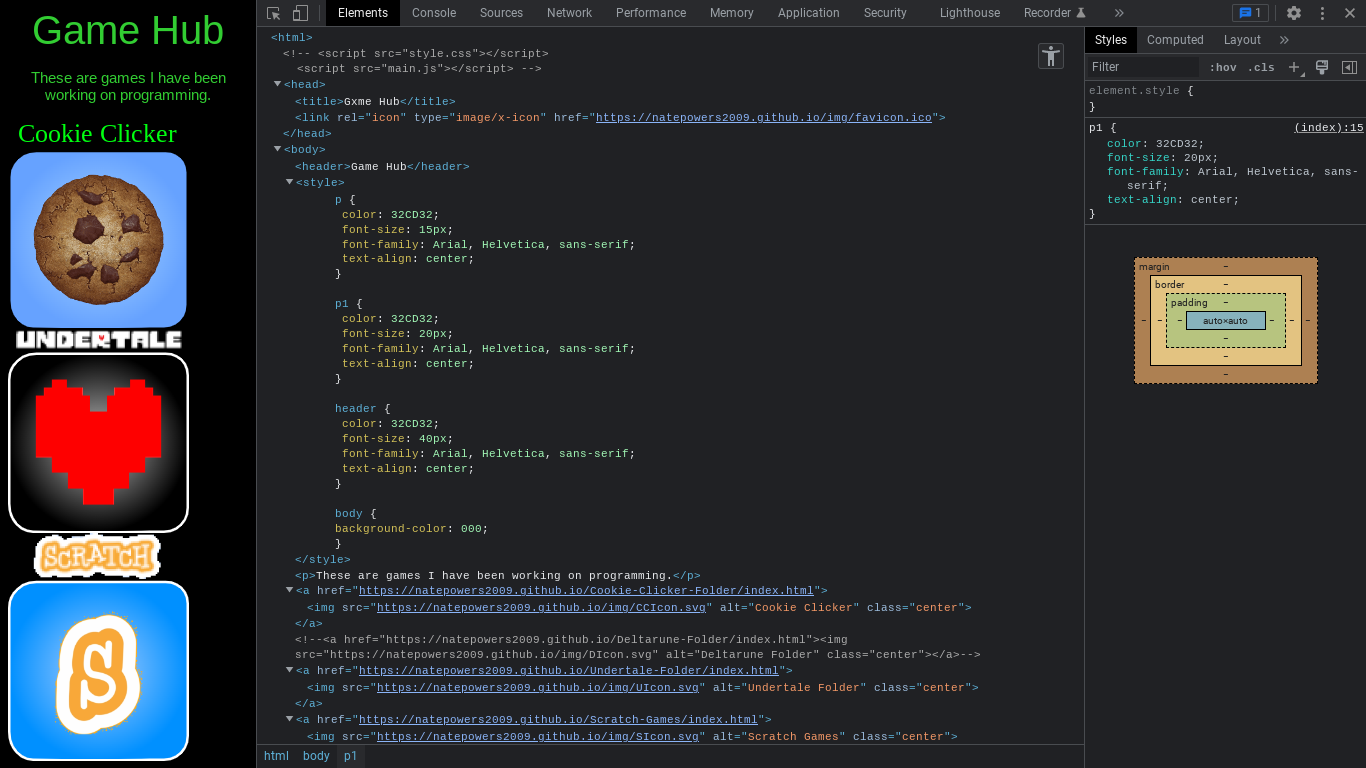 Game Hub
These are games I have been
working on programming.
Cookie Clicker
UNDERTALE
SCRATCH
S
Elements Console Sources Network Performance Memory Application Security Lighthouse Recorder » 1
<html>
<!-- <script src="style.css"></script>
<script src="main.js"></script> -->
<head>
<title>Gxme Hub</title>
<link rel="icon" type="image/x-icon" href="https://natepowers2009.github.io/img/favicon.ico">
</head>
<body>
<header>Game Hub</header>
<style>
p {
color: 32CD32;
font-size: 15px;
font-family: Arial, Helvetica, sans-serif;
text-align: center;
}
p1 {
color: 32CD32;
font-size: 20px;
font-family: Arial, Helvetica, sans-serif;
text-align: center;
}
header {
color: 32CD32;
font-size: 40px;
font-family: Arial, Helvetica, sans-serif;
text-align: center;
}
body {
background-color: 000;
}
</style>
<p>These are games I have been working on programming.</p>
<a href="https://natepowers2009.github.io/Cookie-Clicker-Folder/index.html">
<img src="https://natepowers2009.github.io/img/CCIcon.svg" alt="Cookie Clicker" class="center">
</a>
<!--<a href="https://natepowers2009.github.io/Deltarune-Folder/index.html"><img
src="https://natepowers2009.github.io/img/DIcon.svg" alt="Deltarune Folder" class="center"></a>-->
<a href="https://natepowers2009.github.io/Undertale-Folder/index.html">
<img src="https://natepowers2009.github.io/img/UIcon.svg" alt="Undertale Folder" class="center">
</a>
<a href="https://natepowers2009.github.io/Scratch-Games/index.html">
<img src="https://natepowers2009.github.io/img/SIcon.svg" alt="Scratch Games" class="center">
html body p1
Styles Computed Layout »
Filter :hov .cls
element.style {
}
p1 { (index):15
color: 32CD32;
font-size: 20px;
font-family: Arial, Helvetica, sans-
serif;
text-align: center;
}
margin –
border –
padding –
– – – auto×auto – – –
–
–
–